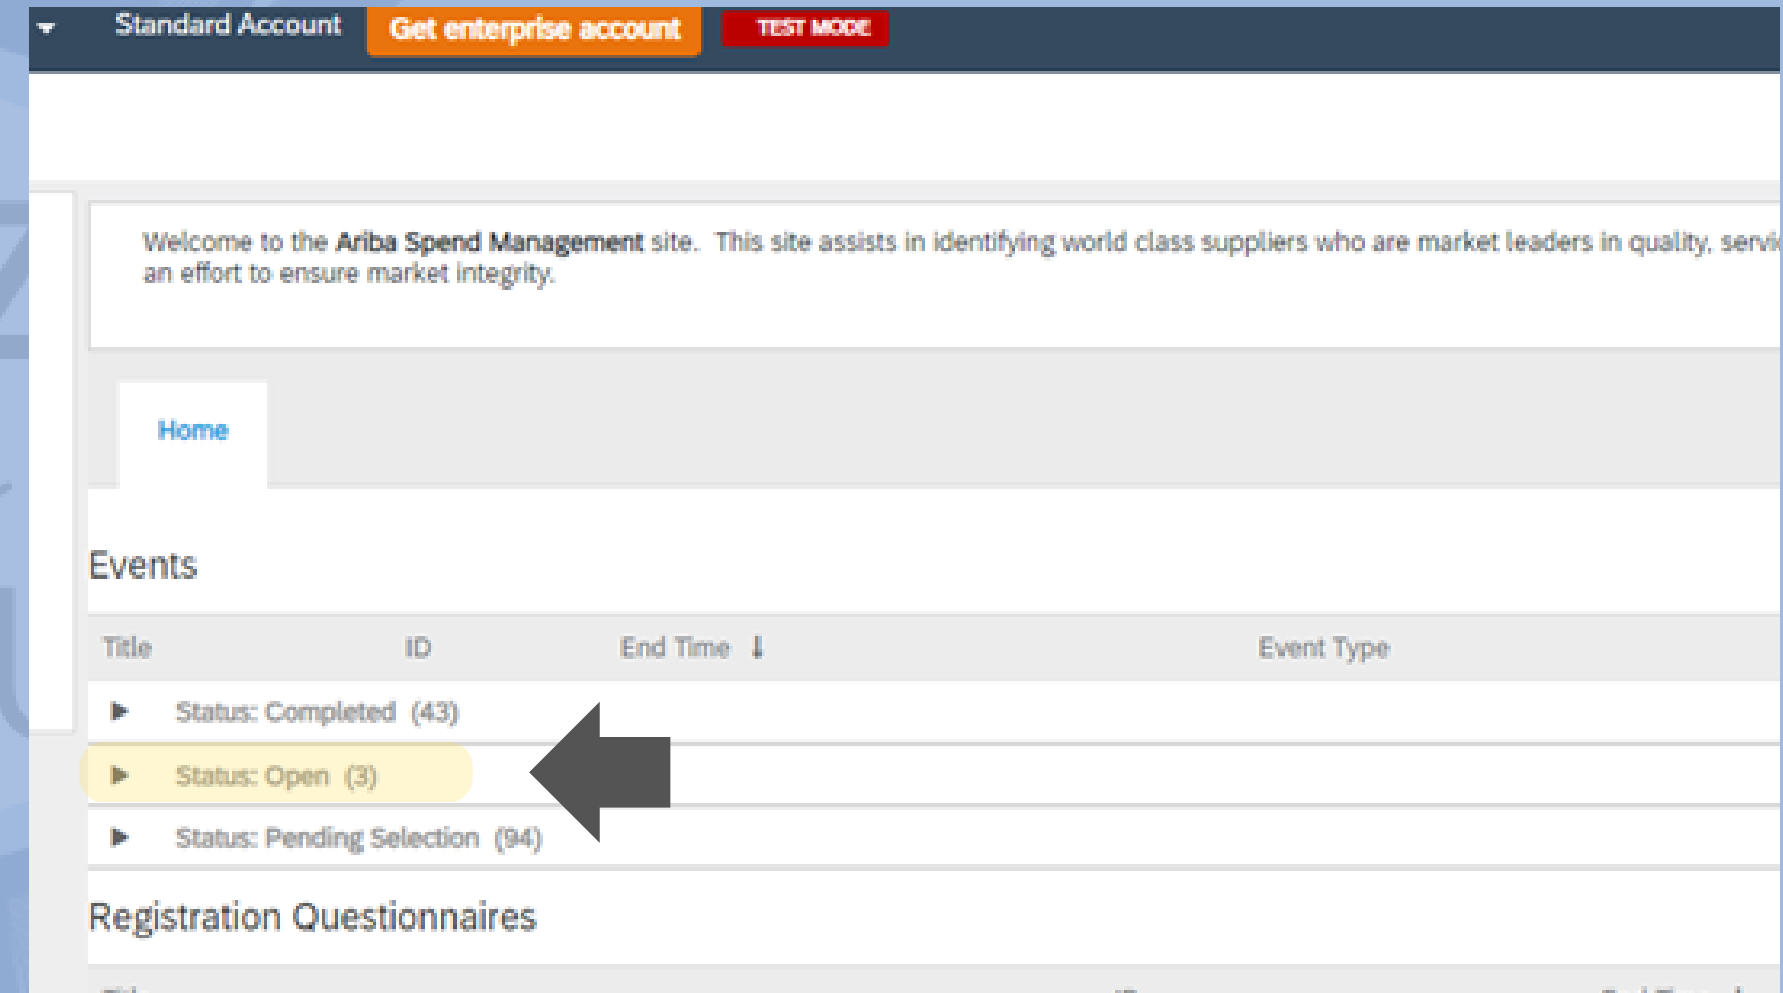 Standard Account Get enterprise account TEST MODE
Welcome to the Ariba Spend Management site. This site assists in identifying world class suppliers who are market leaders in quality,
an effort to ensure market integrity.
Home
Events
Title ID End Time ↓ Event Type
Status: Completed (43)
Status: Open (3)
Status: Pending Selection (94)
Registration Questionnaires